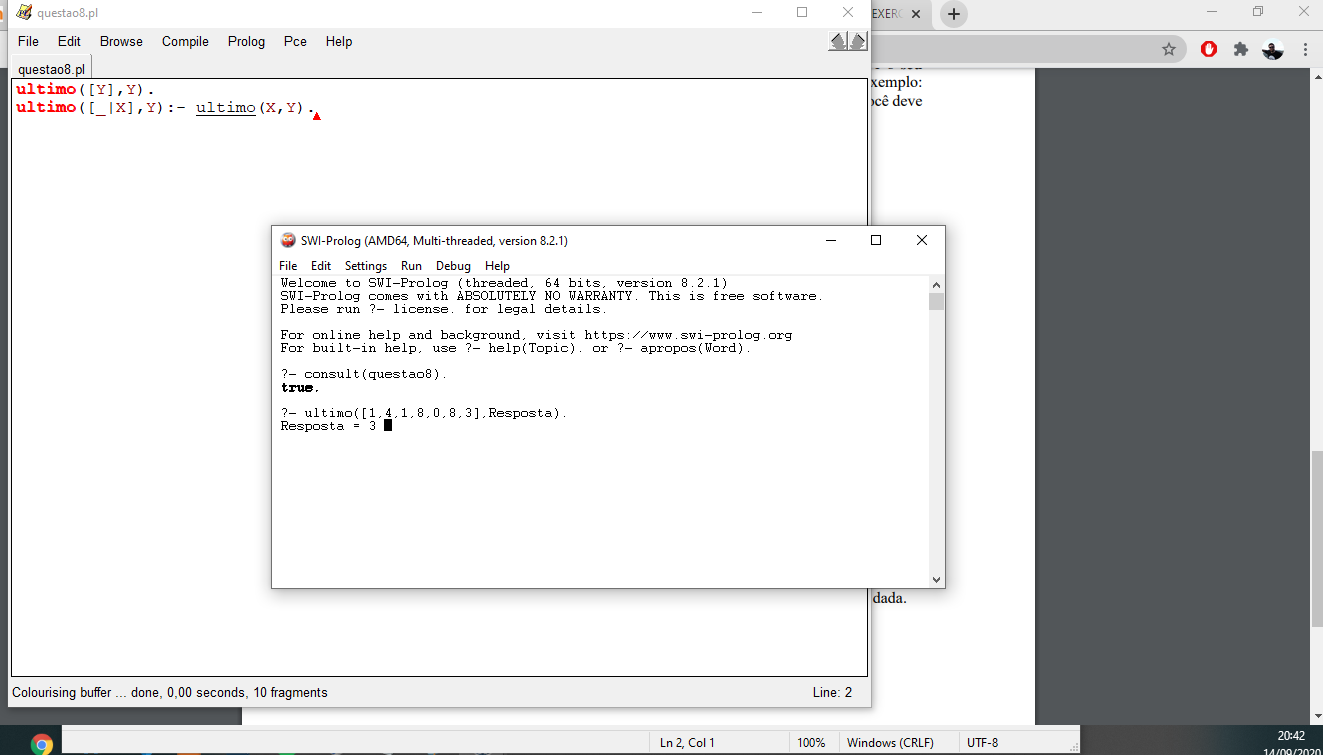 questao8.pl
File Edit Browse Compile Prolog Pce Help
questao8.pl
ultimo([Y],Y).
ultimo([_|X],Y):- ultimo(X,Y).
EXERC
xemplo:
ocê deve
SWI-Prolog (AMD64, Multi-threaded, version 8.2.1)
File Edit Settings Run Debug Help
Welcome to SWI-Prolog (threaded, 64 bits, version 8.2.1)
SWI-Prolog comes with ABSOLUTELY NO WARRANTY. This is free software.
Please run ?- license. for legal details.
For online help and background, visit https://www.swi-prolog.org
For built-in help, use ?- help(Topic). or ?- apropos(Word).
?- consult(questao8).
true.
?- ultimo([1,4,1,8,0,8,3],Resposta).
Resposta = 3
dada.
Colourising buffer ... done, 0,00 seconds, 10 fragments
Line: 2
Ln 2, Col 1
100%
Windows (CRLF)
UTF-8
20:42
14/09/2020